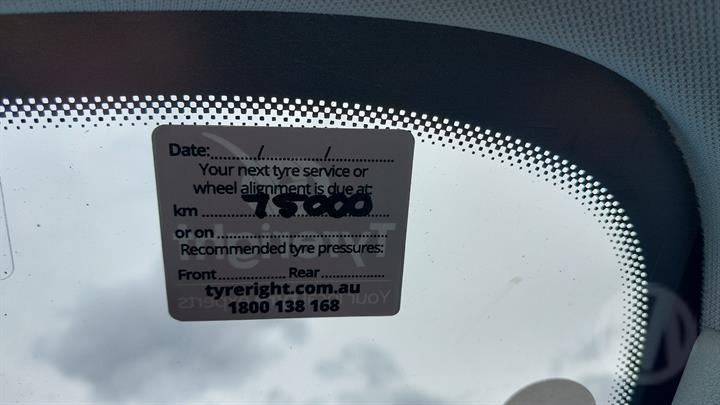 Date: / /
Your next tyre service or
wheel alignment is due at:
km 75000
or on
Recommended tyre pressures:
Front Rear
tyreright.com.au
1800 138 168
Tyreright